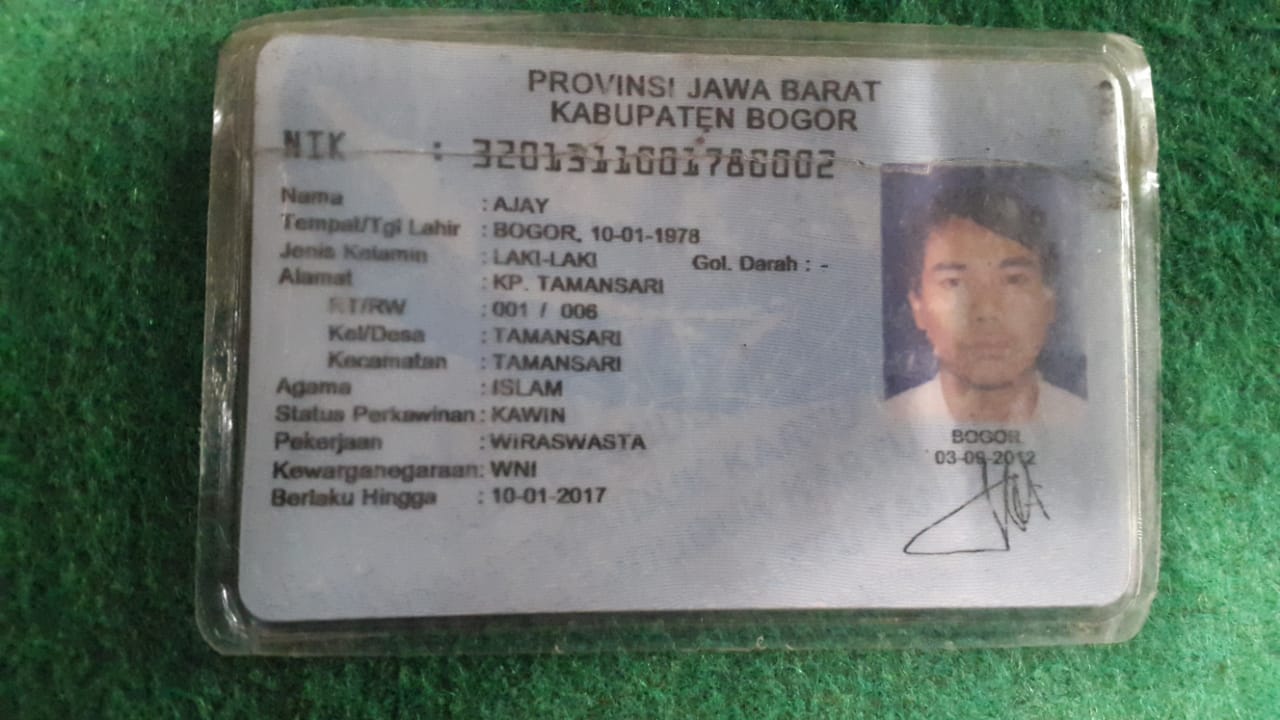 PROVINSI JAWA BARAT
KABUPATEN BOGOR
NIK : 3201311001780002
Nama : AJAY
Tempat/Tgl Lahir : BOGOR, 10-01-1978
Jenis Kelamin : LAKI-LAKI Gol. Darah : -
Alamat : KP. TAMANSARI
RT/RW : 001 / 006
Kel/Desa : TAMANSARI
Kecamatan : TAMANSARI
Agama : ISLAM
Status Perkawinan : KAWIN
Pekerjaan : WIRASWASTA
Kewarganegaraan: WNI
Berlaku Hingga : 10-01-2017
BOGOR
03-09-2012